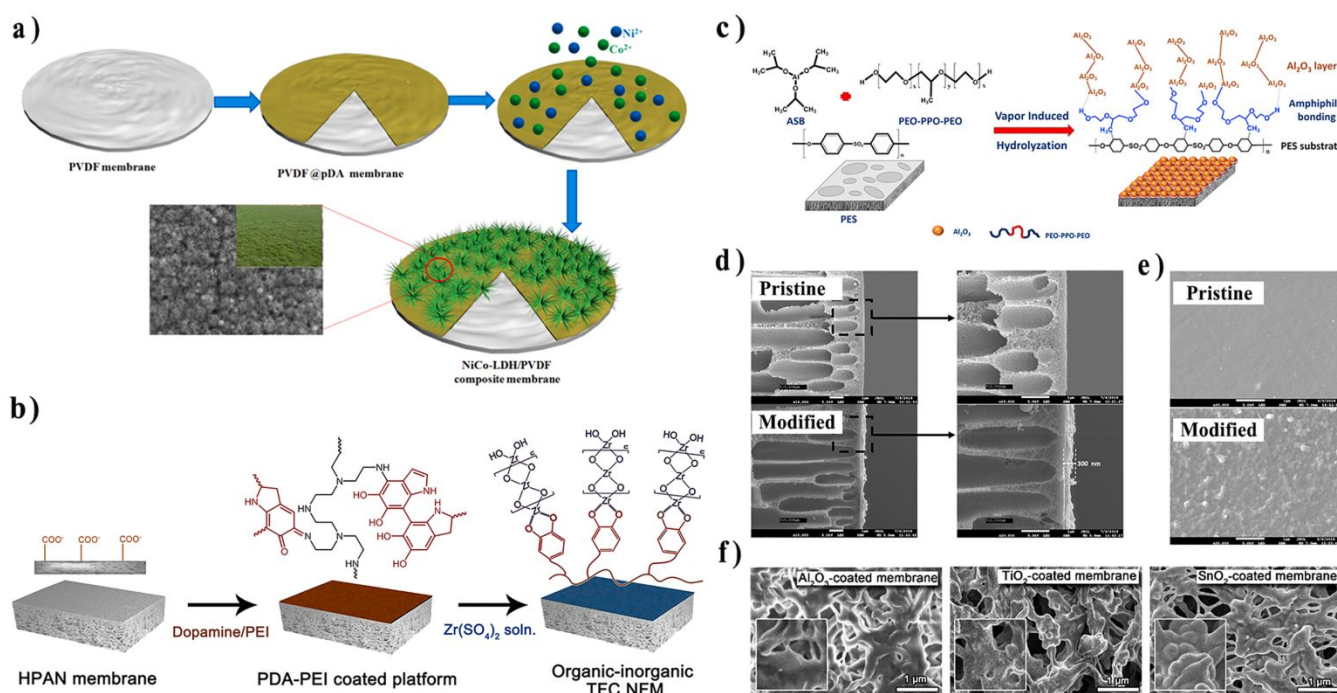 a)
Ni²⁺
Co²⁺
PVDF membrane
PVDF @pDA membrane
NiCo-LDH/PVDF
composite membrane
b)
COO⁻ COO⁻ COO⁻
HPAN membrane
Dopamine/PEI
PDA-PEI coated platform
Zr(SO₄)₂ soln.
Organic-inorganic
TFC NFM
c)
ASB
PEO-PPO-PEO
PES
Vapor Induced
Hydrolyzation
Al₂O₃ layer
Amphiphilic
bonding
PES substrate
Al₂O₃
PEO-PPO-PEO
d)
Pristine
Modified
300 nm
e)
Pristine
Modified
f)
Al₂O₃-coated membrane
1 μm
TiO₂-coated membrane
1 μm
SnO₂-coated membrane
1 μm